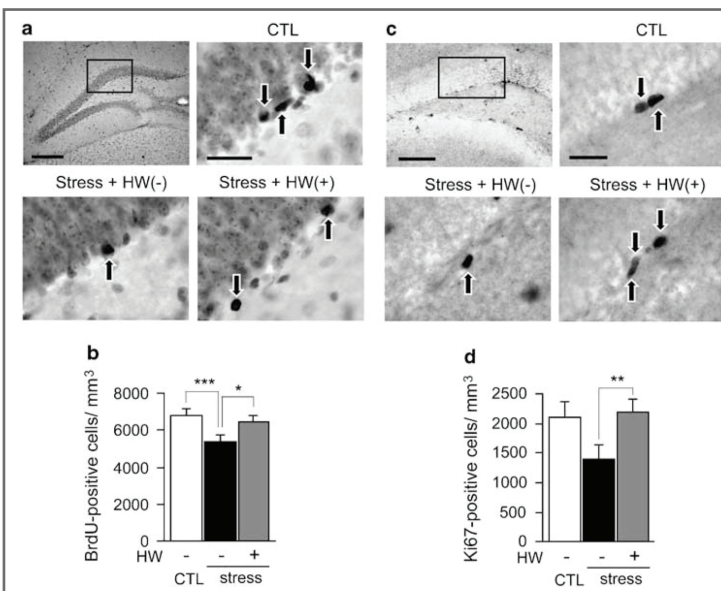 a
CTL
Stress + HW(-)
Stress + HW(+)
c
CTL
Stress + HW(-)
Stress + HW(+)
b
BrdU-positive cells/ mm³
8000
6000
4000
2000
0
***
*
HW - - +
CTL stress
d
Ki67-positive cells/ mm³
2500
2000
1500
1000
500
0
**
HW - - +
CTL stress